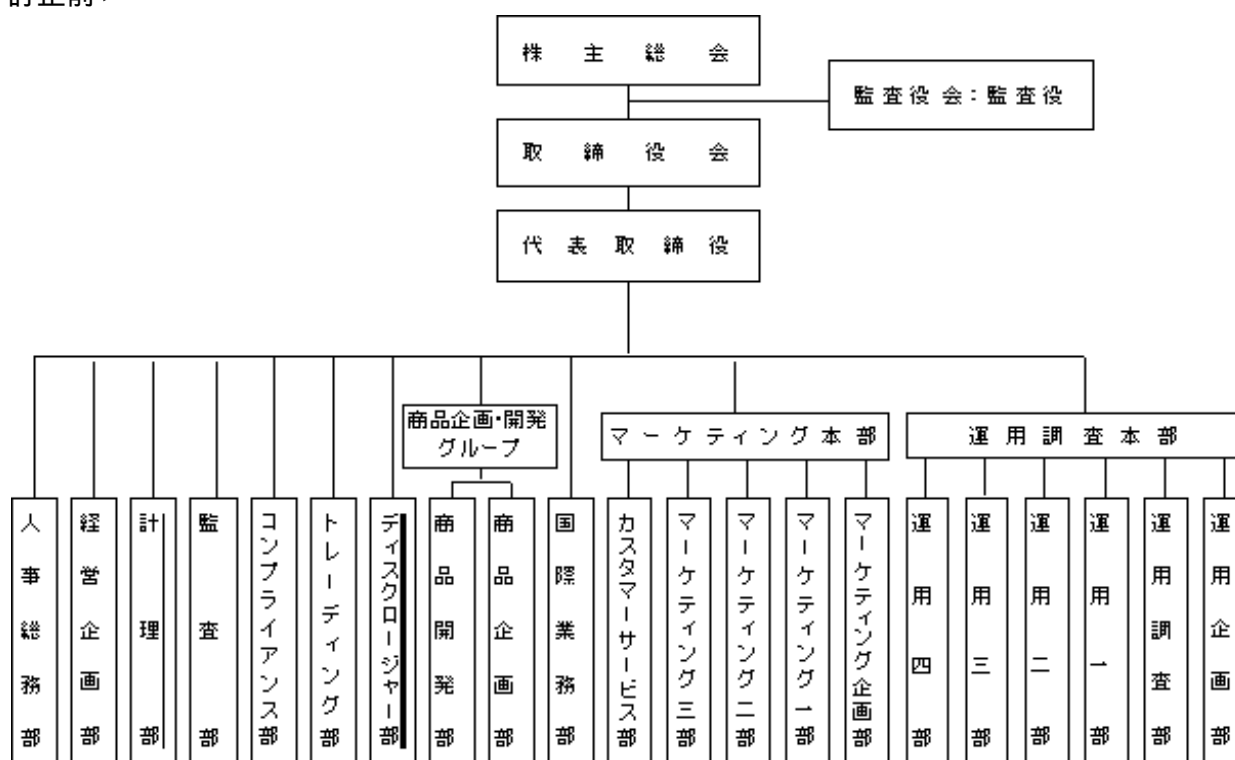 株主総会
監査役会：監査役
取締役会
代表取締役
商品企画・開発
グループ
マーケティング本部
運用調査本部
人事総務部
経営企画部
計理部
監査部
コンプライアンス部
トレーディング部
ディスクロージャー部
商品開発部
商品企画部
国際業務部
カスタマーサービス部
マーケティング三部
マーケティング二部
マーケティング一部
マーケティング企画部
運用四部
運用三部
運用二部
運用一部
運用調査部
運用企画部